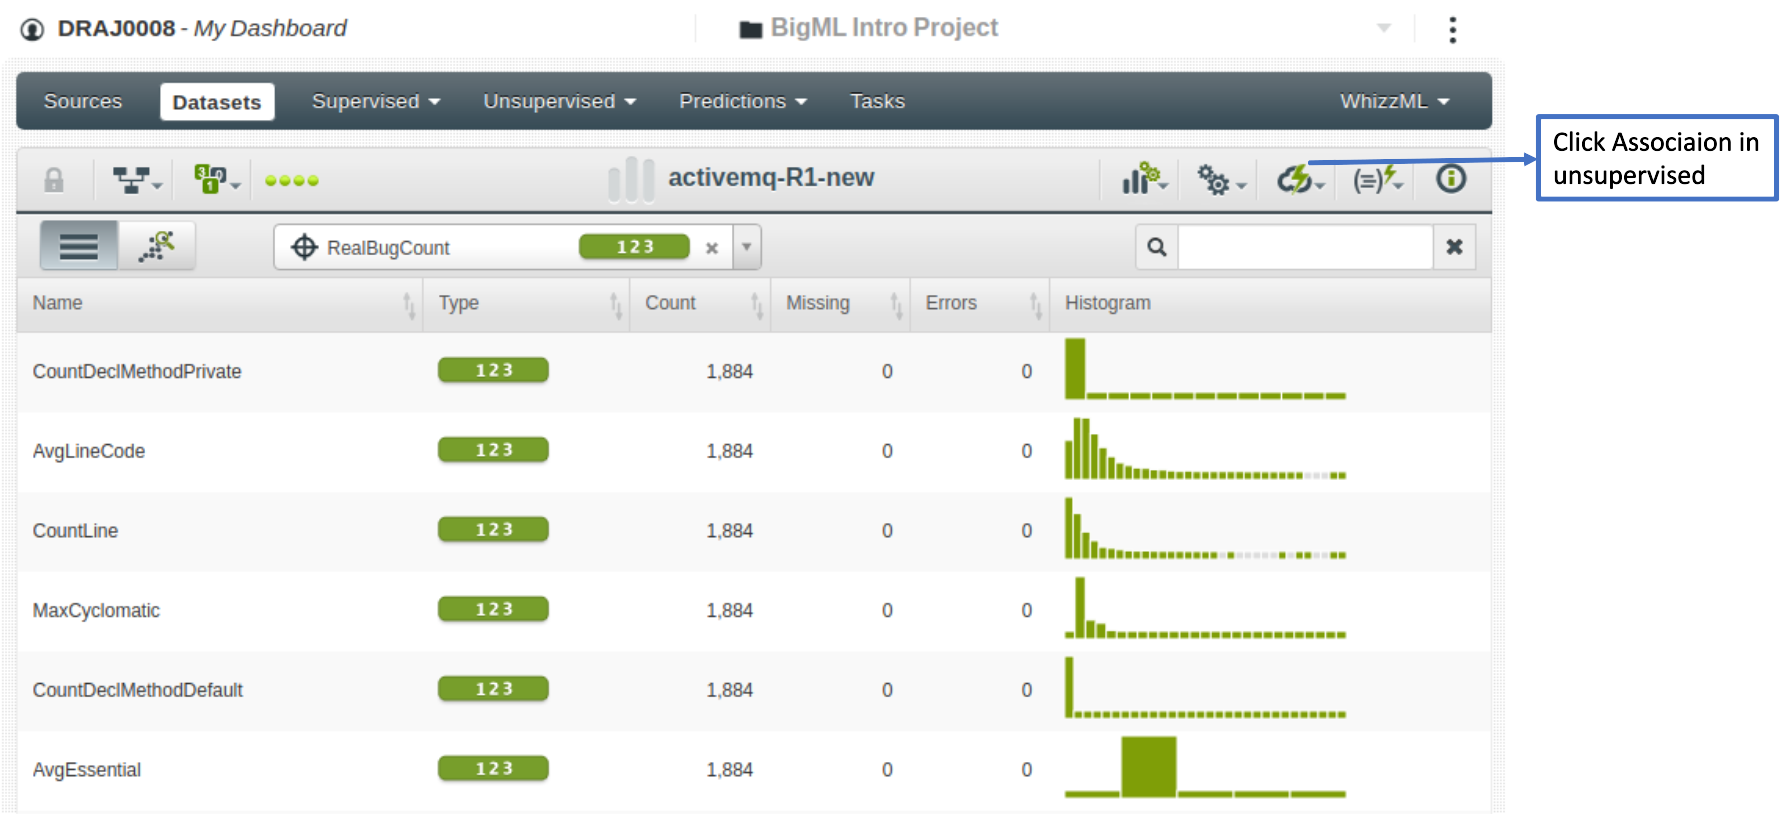 DRAJ0008 - My Dashboard
BigML Intro Project
Sources Datasets Supervised Unsupervised Predictions Tasks WhizzML
activemq-R1-new
Click Associaion in
unsupervised
RealBugCount 123
Name Type Count Missing Errors Histogram
CountDeclMethodPrivate 123 1,884 0 0
AvgLineCode 123 1,884 0 0
CountLine 123 1,884 0 0
MaxCyclomatic 123 1,884 0 0
CountDeclMethodDefault 123 1,884 0 0
AvgEssential 123 1,884 0 0